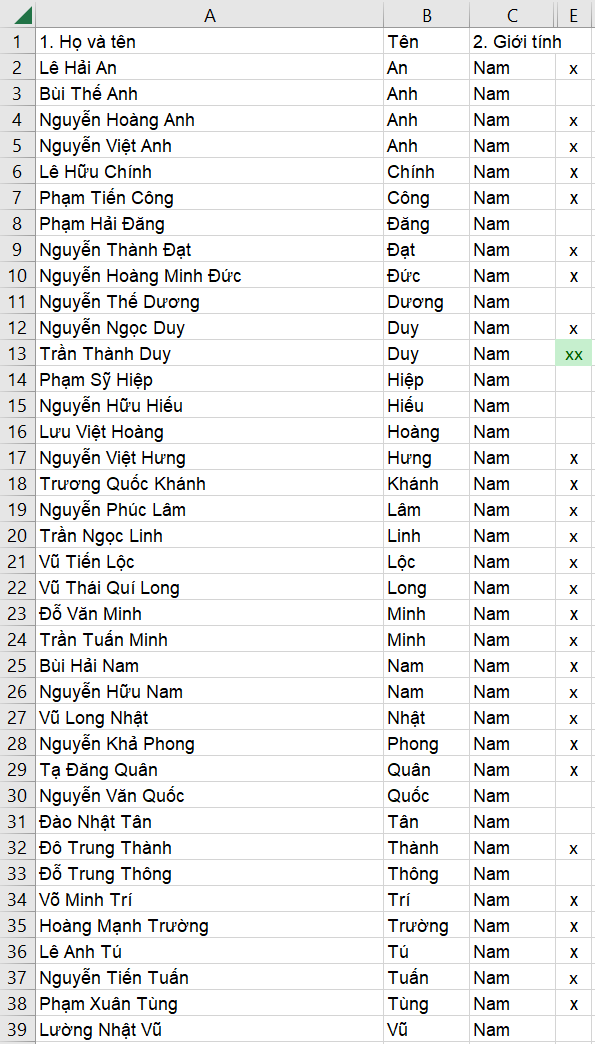 A B C E
1 1. Họ và tên Tên 2. Giới tính
2 Lê Hải An An Nam x
3 Bùi Thế Anh Anh Nam
4 Nguyễn Hoàng Anh Anh Nam x
5 Nguyễn Việt Anh Anh Nam x
6 Lê Hữu Chính Chính Nam x
7 Phạm Tiến Công Công Nam x
8 Phạm Hải Đăng Đăng Nam
9 Nguyễn Thành Đạt Đạt Nam x
10 Nguyễn Hoàng Minh Đức Đức Nam x
11 Nguyễn Thế Dương Dương Nam
12 Nguyễn Ngọc Duy Duy Nam x
13 Trần Thành Duy Duy Nam xx
14 Phạm Sỹ Hiệp Hiệp Nam
15 Nguyễn Hữu Hiếu Hiếu Nam
16 Lưu Việt Hoàng Hoàng Nam
17 Nguyễn Việt Hưng Hưng Nam x
18 Trương Quốc Khánh Khánh Nam x
19 Nguyễn Phúc Lâm Lâm Nam x
20 Trần Ngọc Linh Linh Nam x
21 Vũ Tiến Lộc Lộc Nam x
22 Vũ Thái Quí Long Long Nam x
23 Đỗ Văn Minh Minh Nam x
24 Trần Tuấn Minh Minh Nam x
25 Bùi Hải Nam Nam Nam x
26 Nguyễn Hữu Nam Nam Nam x
27 Vũ Long Nhật Nhật Nam x
28 Nguyễn Khả Phong Phong Nam x
29 Tạ Đăng Quân Quân Nam x
30 Nguyễn Văn Quốc Quốc Nam
31 Đào Nhật Tân Tân Nam
32 Đô Trung Thành Thành Nam x
33 Đỗ Trung Thông Thông Nam
34 Võ Minh Trí Trí Nam x
35 Hoàng Mạnh Trường Trường Nam x
36 Lê Anh Tú Tú Nam x
37 Nguyễn Tiến Tuấn Tuấn Nam x
38 Phạm Xuân Tùng Tùng Nam x
39 Lường Nhật Vũ Vũ Nam